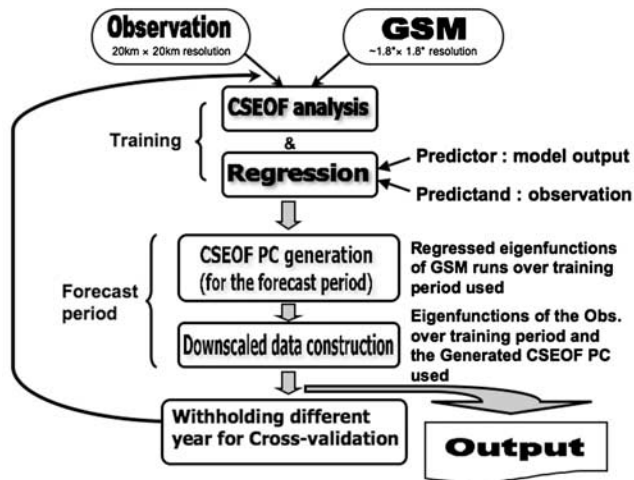 Observation
20km × 20km resolution
GSM
~1.8°× 1.8° resolution
CSEOF analysis
Training
&
Regression
Predictor : model output
Predictand : observation
CSEOF PC generation
(for the forecast period)
Regressed eigenfunctions
of GSM runs over training
period used
Forecast
period
Downscaled data construction
Eigenfunctions of the Obs.
over training period and
the Generated CSEOF PC
used
Withholding different
year for Cross-validation
Output